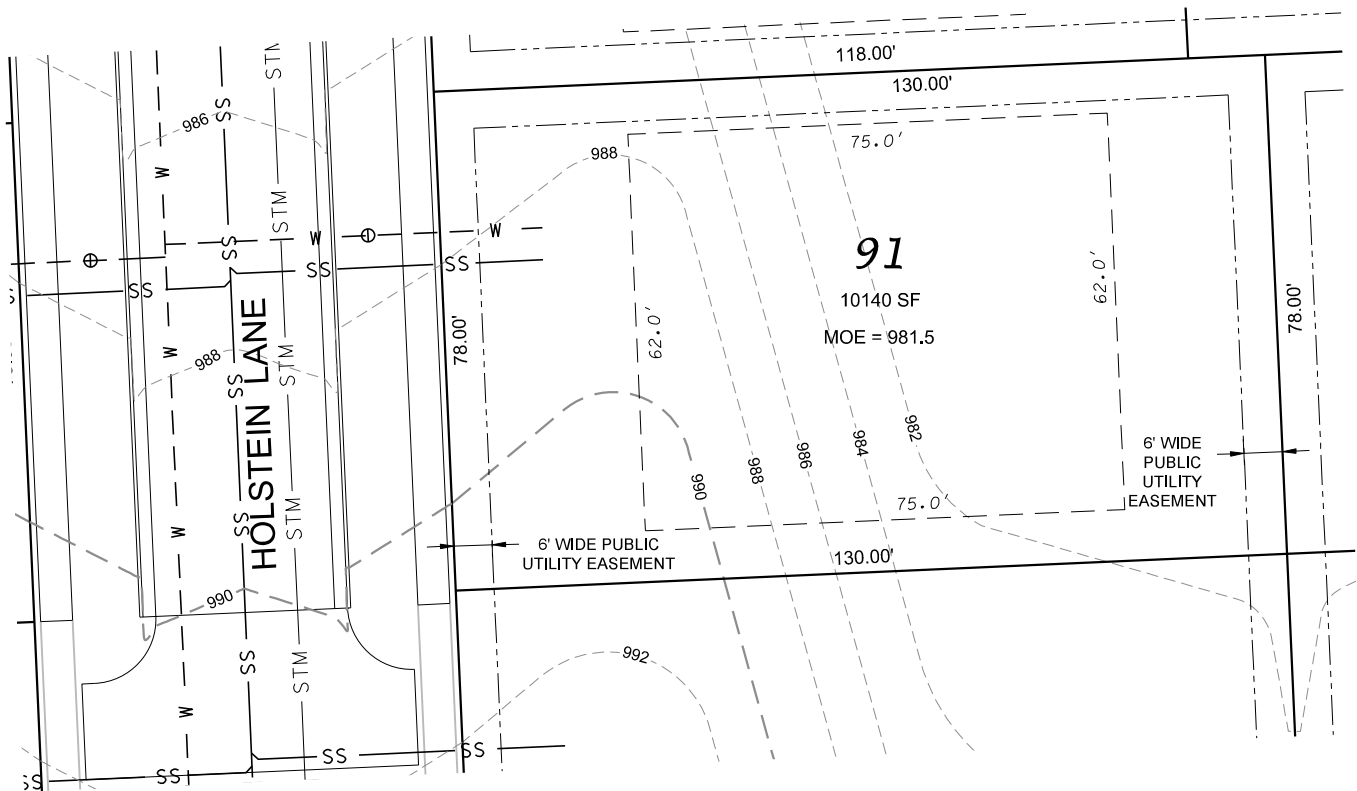 118.00'
130.00'
STM
986
SS
75.0'
988
W
STM
W
SS
W
SS
SS
SS
91
10140 SF
MOE = 981.5
62.0'
62.0'
78.00'
78.00'
HOLSTEIN LANE
988
W
SS
STM
982
984
986
988
990
6' WIDE
PUBLIC
UTILITY
EASEMENT
75.0'
W
SS
STM
6' WIDE PUBLIC
UTILITY EASEMENT
130.00'
990
992
SS
STM
W
SS
SS
SS
SS